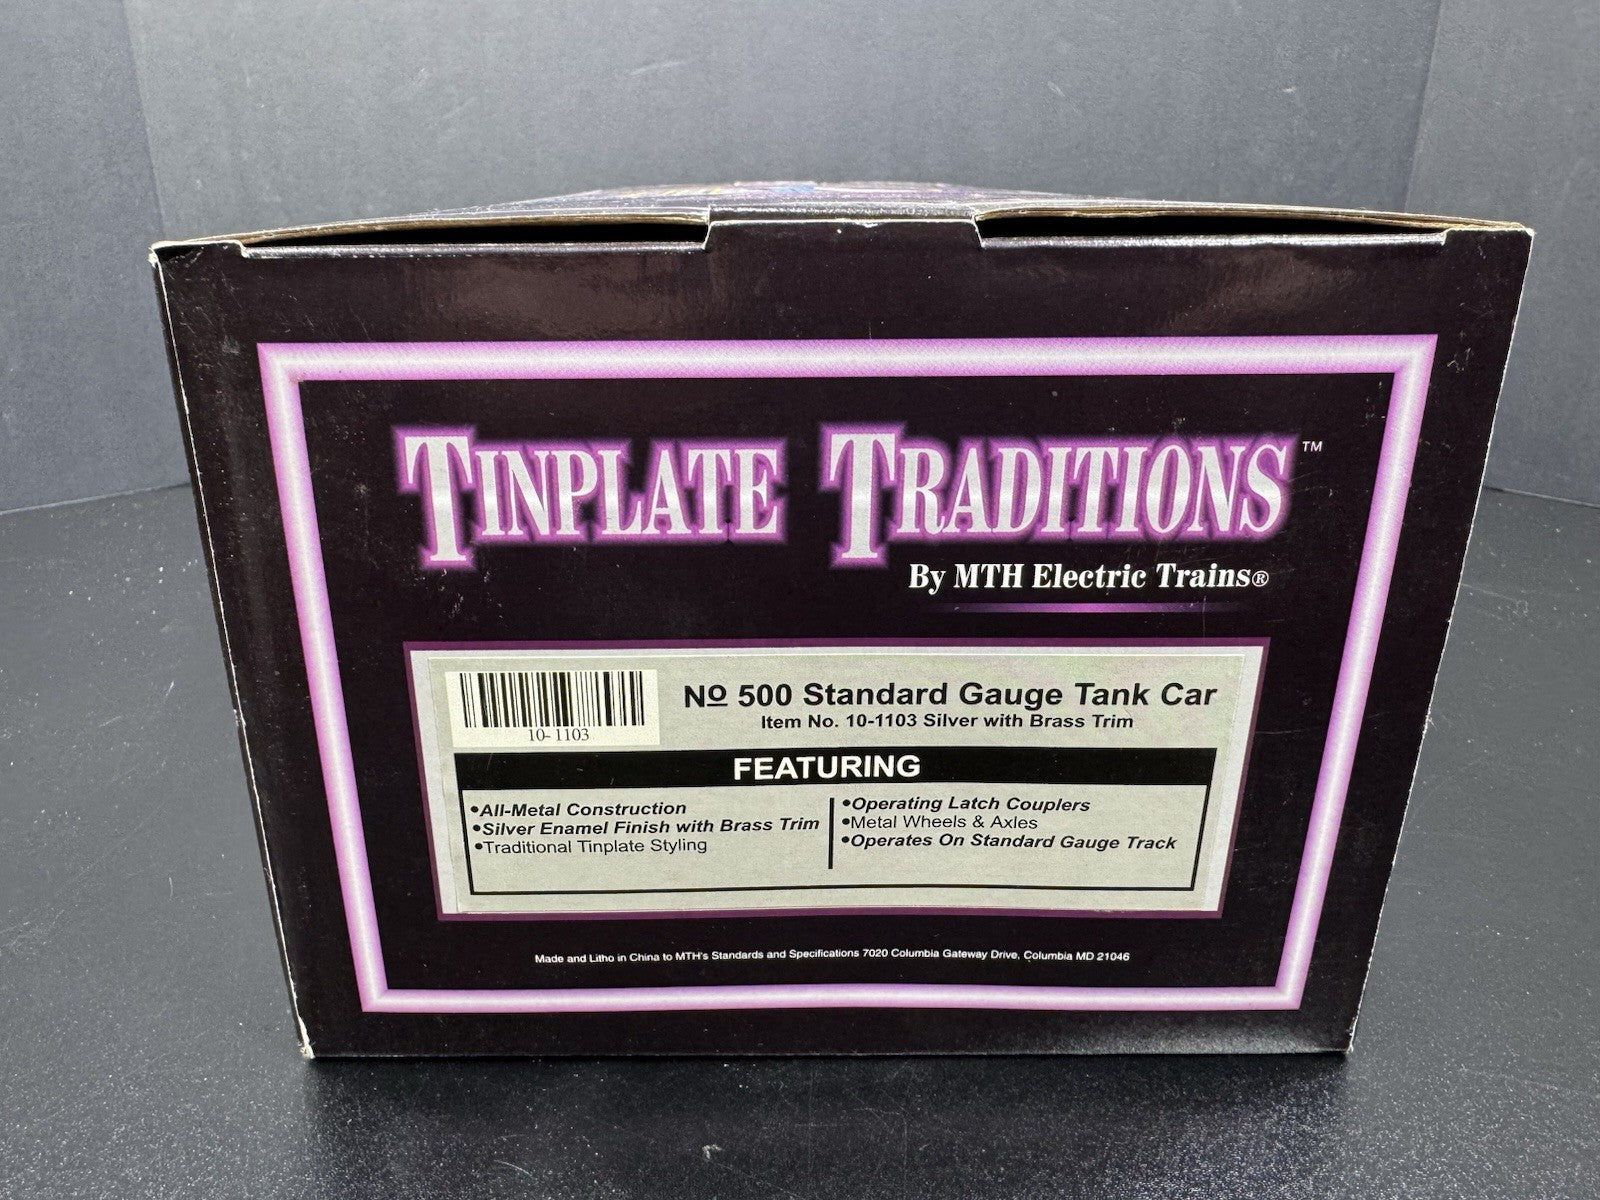 TINPLATE TRADITIONS™
By MTH Electric Trains®
10-1103
No 500 Standard Gauge Tank Car
Item No. 10-1103 Silver with Brass Trim
FEATURING
•All-Metal Construction
•Silver Enamel Finish with Brass Trim
•Traditional Tinplate Styling
•Operating Latch Couplers
•Metal Wheels & Axles
•Operates On Standard Gauge Track
Made and Litho in China to MTH's Standards and Specifications 7020 Columbia Gateway Drive, Columbia MD 21046